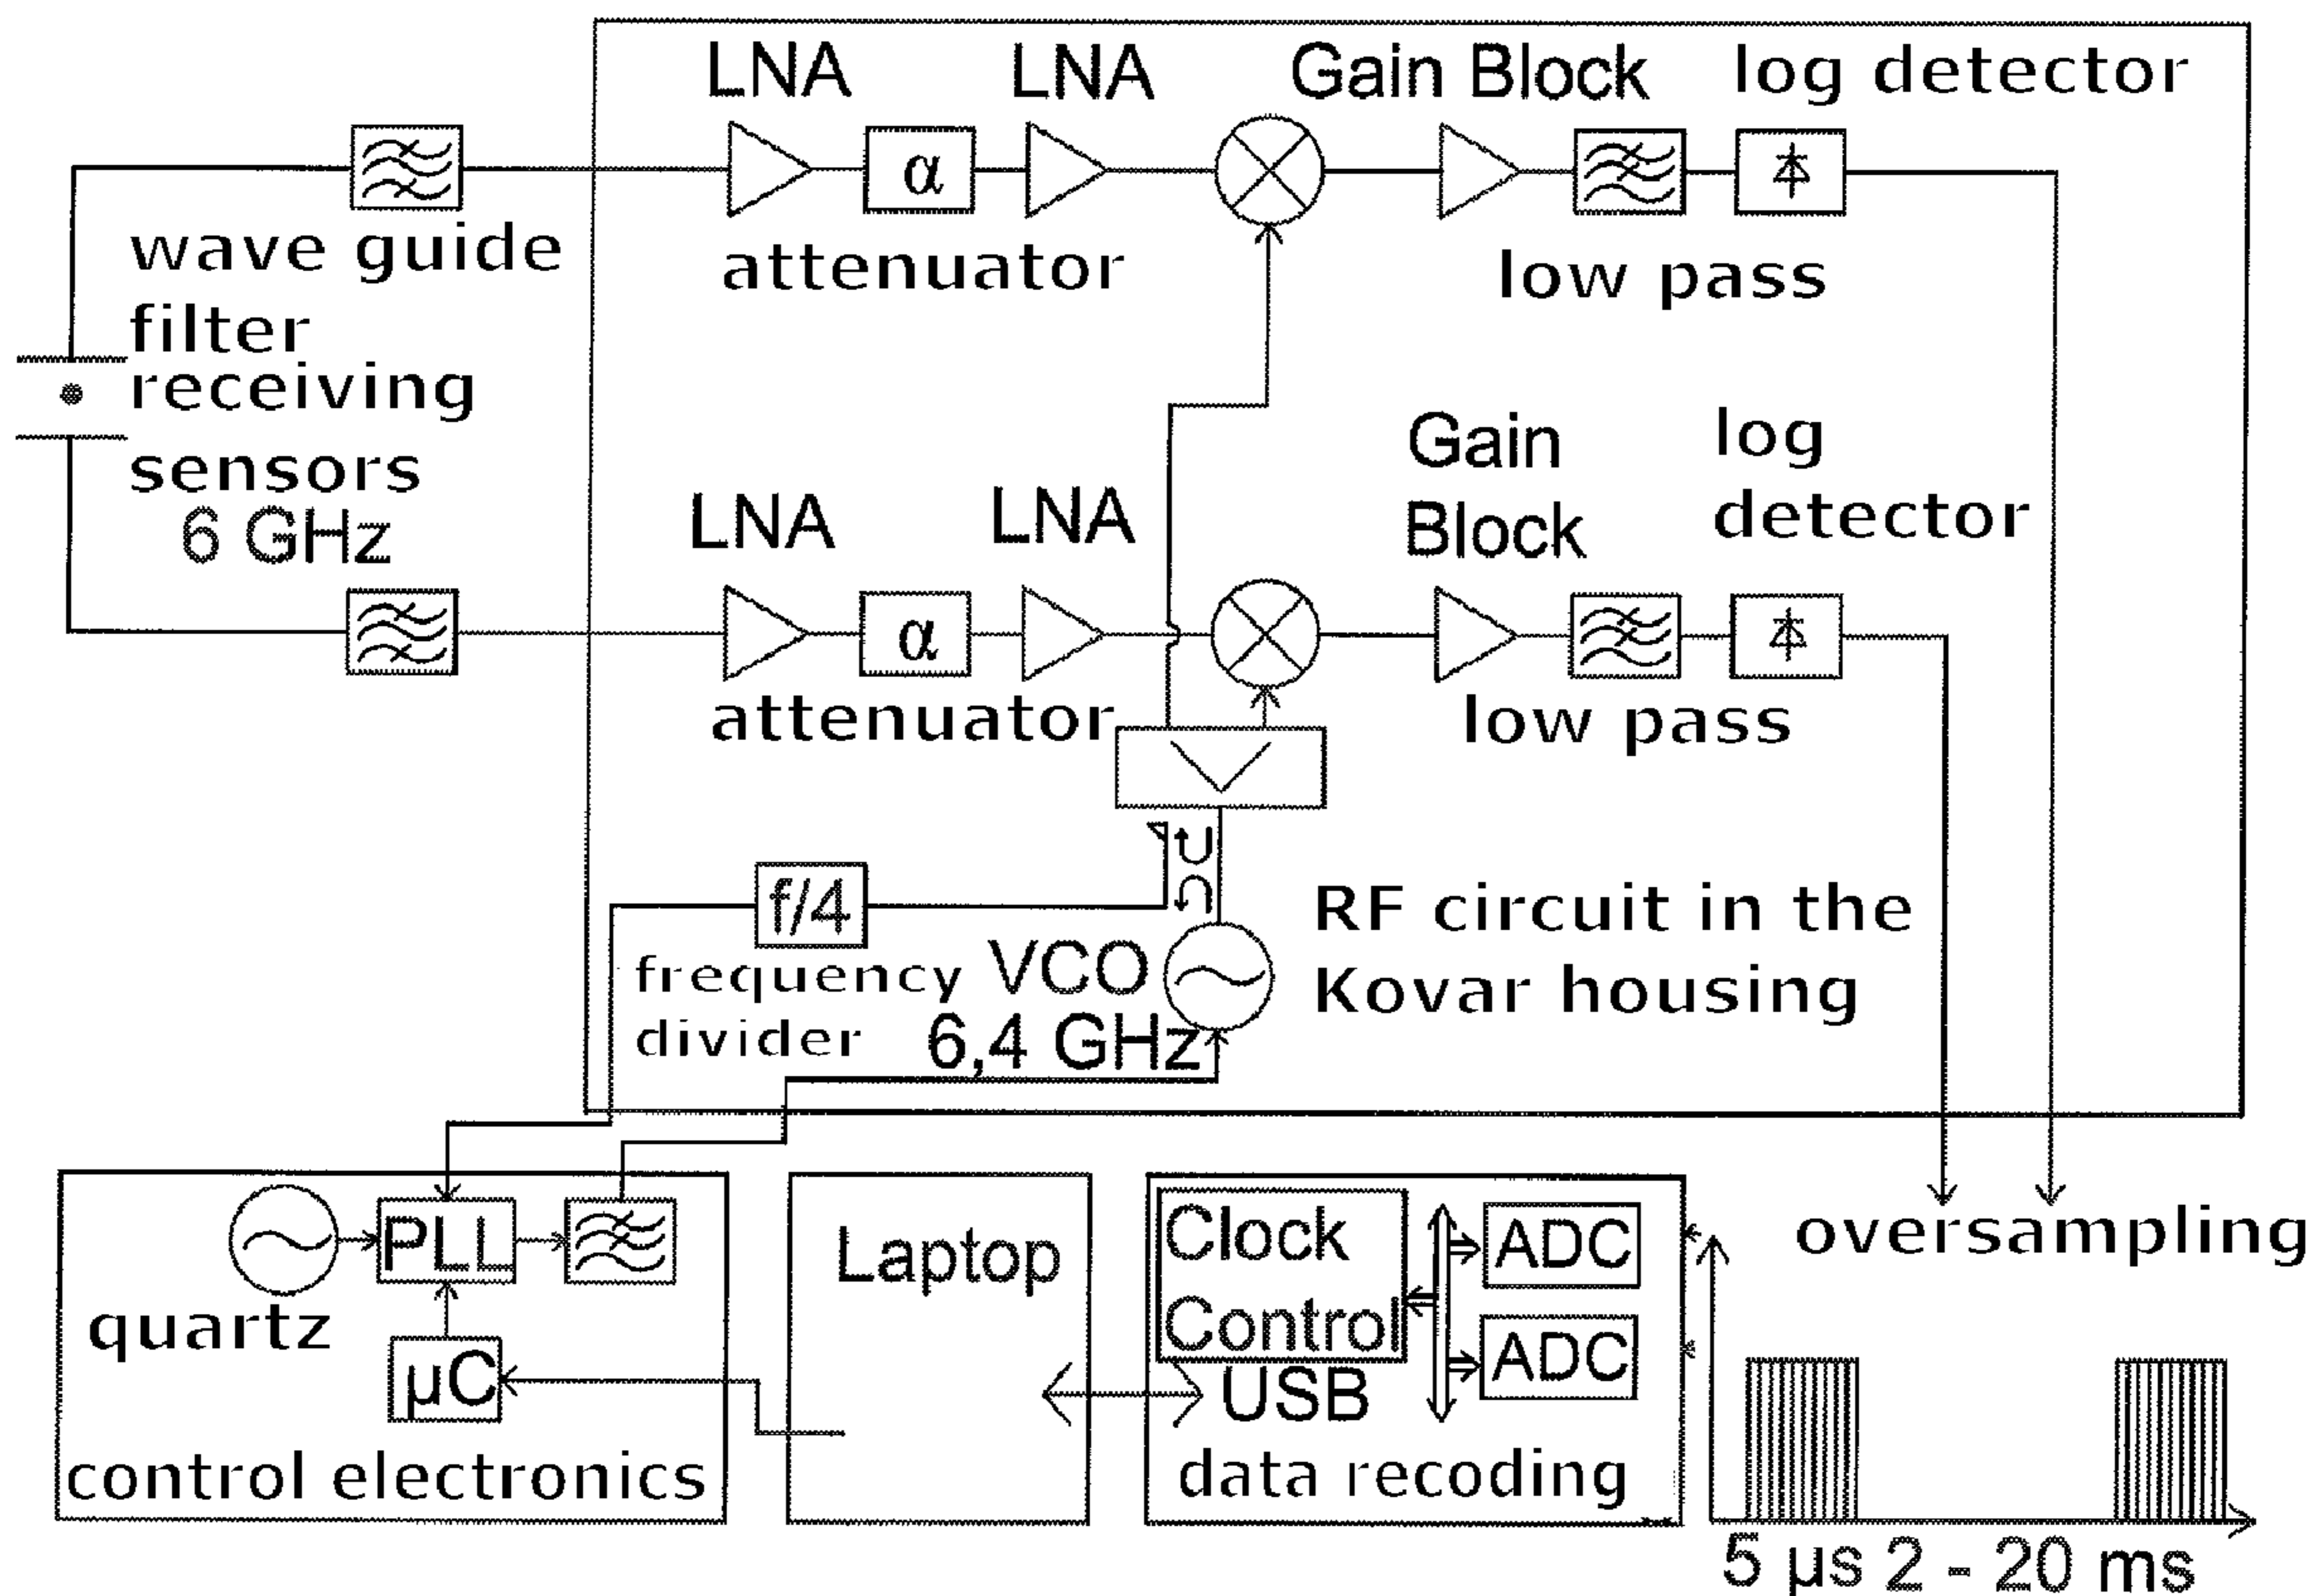 LNA LNA Gain Block log detector
α
wave guide
filter
attenuator
low pass
receiving
sensors
6 GHz
LNA LNA Gain
Block
log
detector
α
attenuator
low pass
f/4
frequency
divider
VCO
6,4 GHz
RF circuit in the
Kovar housing
quartz
PLL
µC
control electronics
Laptop
Clock
Control
USB
ADC
ADC
data recoding
oversampling
5 µs 2 - 20 ms